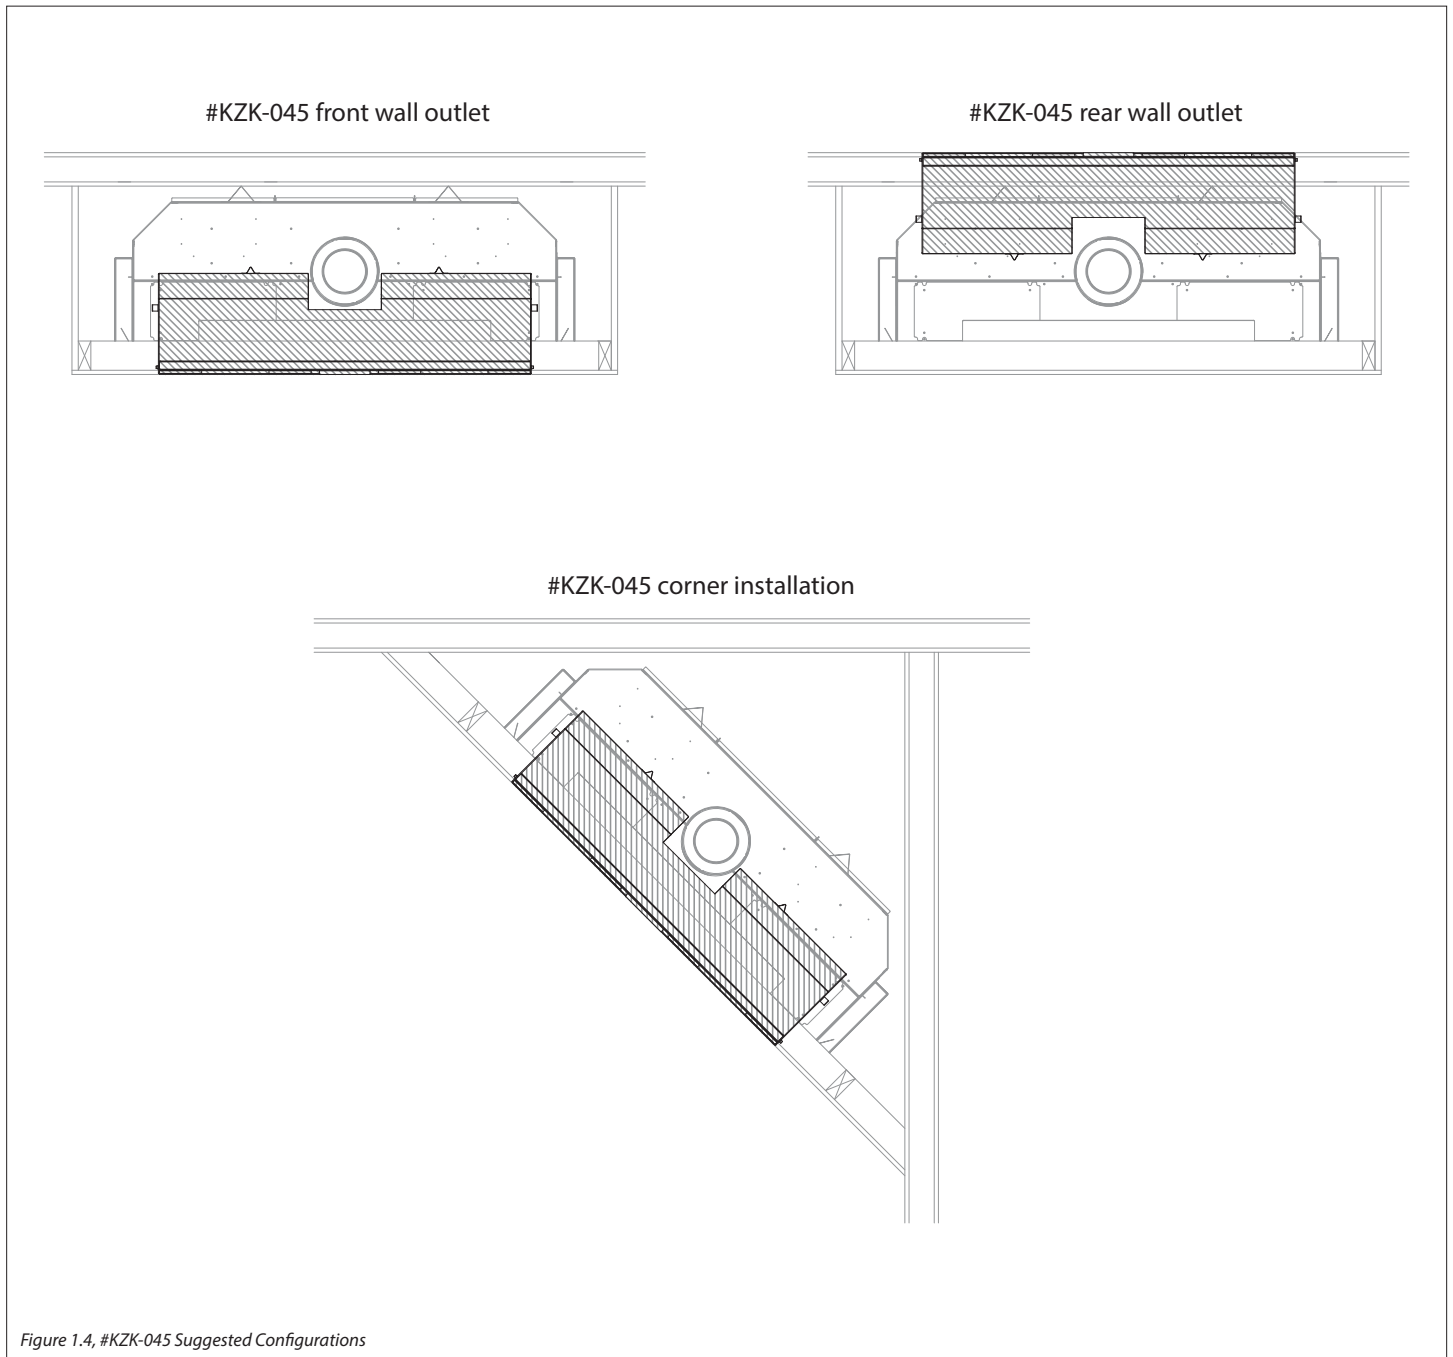 #KZK-045 front wall outlet
#KZK-045 rear wall outlet
#KZK-045 corner installation
Figure 1.4, #KZK-045 Suggested Configurations